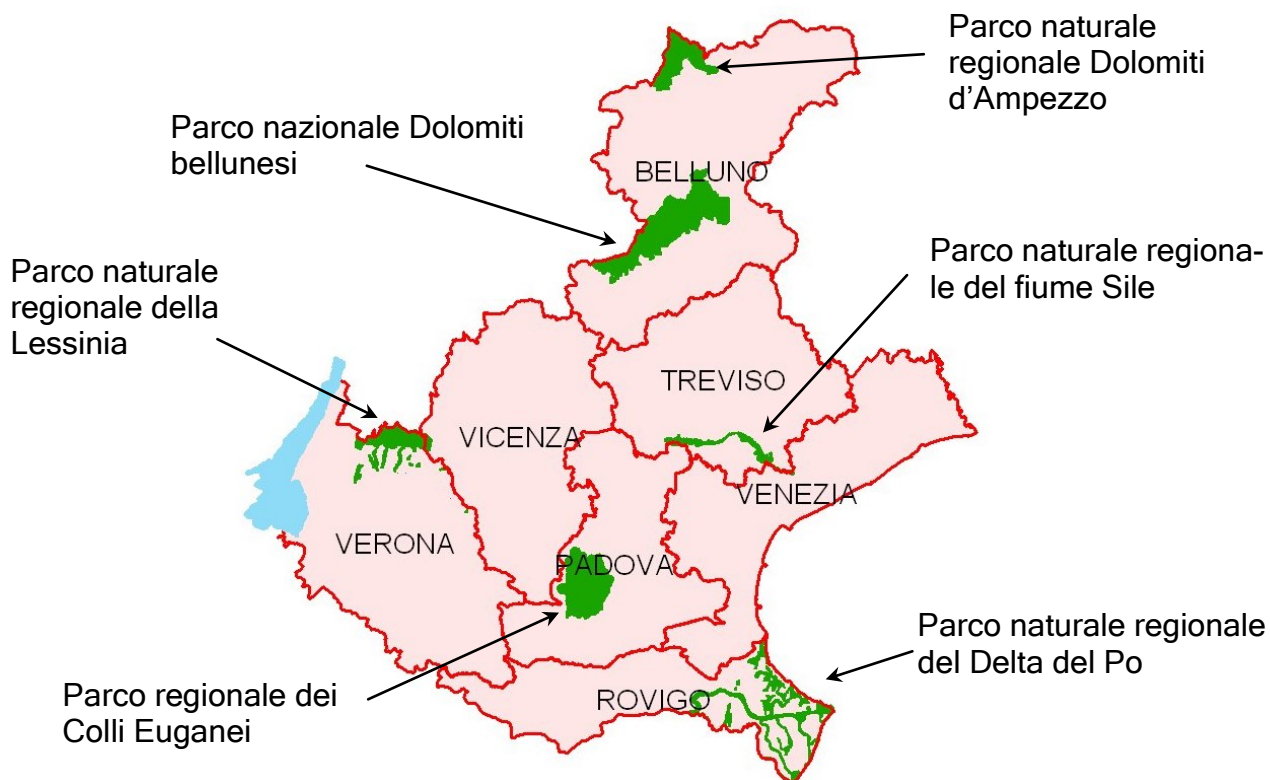 Parco naturale
regionale Dolomiti
d'Ampezzo
Parco nazionale Dolomiti
bellunesi
BELLUNO
Parco naturale regiona-
le del fiume Sile
Parco naturale
regionale della
Lessinia
TREVISO
VICENZA
VENEZIA
VERONA
PADOVA
Parco naturale regionale
del Delta del Po
Parco regionale dei
Colli Euganei
ROVIGO